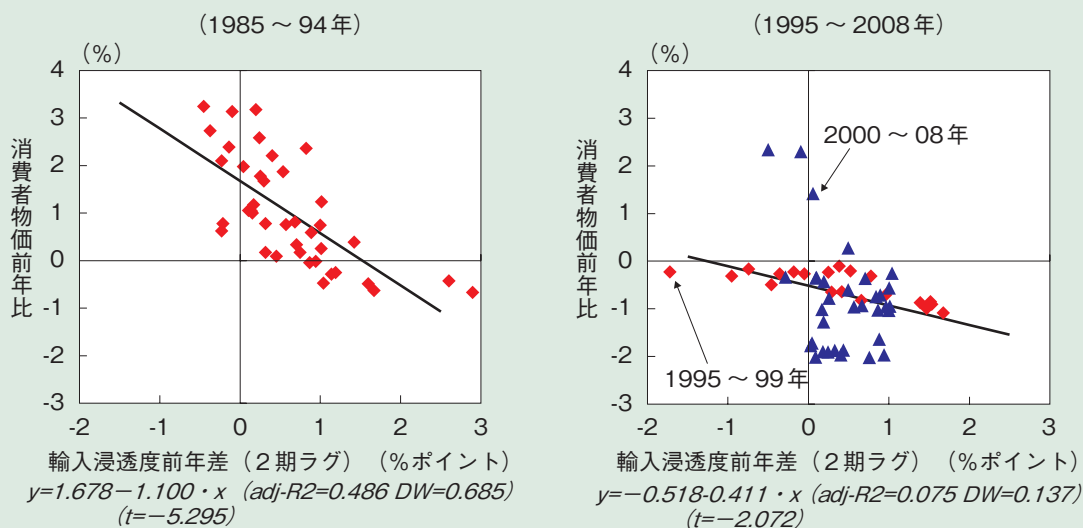 (1985～94年)
(%)
4
3
2
1
0
-1
-2
-3
-2 -1 0 1 2 3
消費者物価前年比
輸入浸透度前年差（2期ラグ）（%ポイント）
y=1.678－1.100・x (adj-R2=0.486 DW=0.685)
(t=－5.295)
(1995～2008年)
(%)
4
3
2
1
0
-1
-2
-3
-2 -1 0 1 2 3
消費者物価前年比
2000～08年
1995～99年
輸入浸透度前年差（2期ラグ）（%ポイント）
y=－0.518-0.411・x (adj-R2=0.075 DW=0.137)
(t=－2.072)